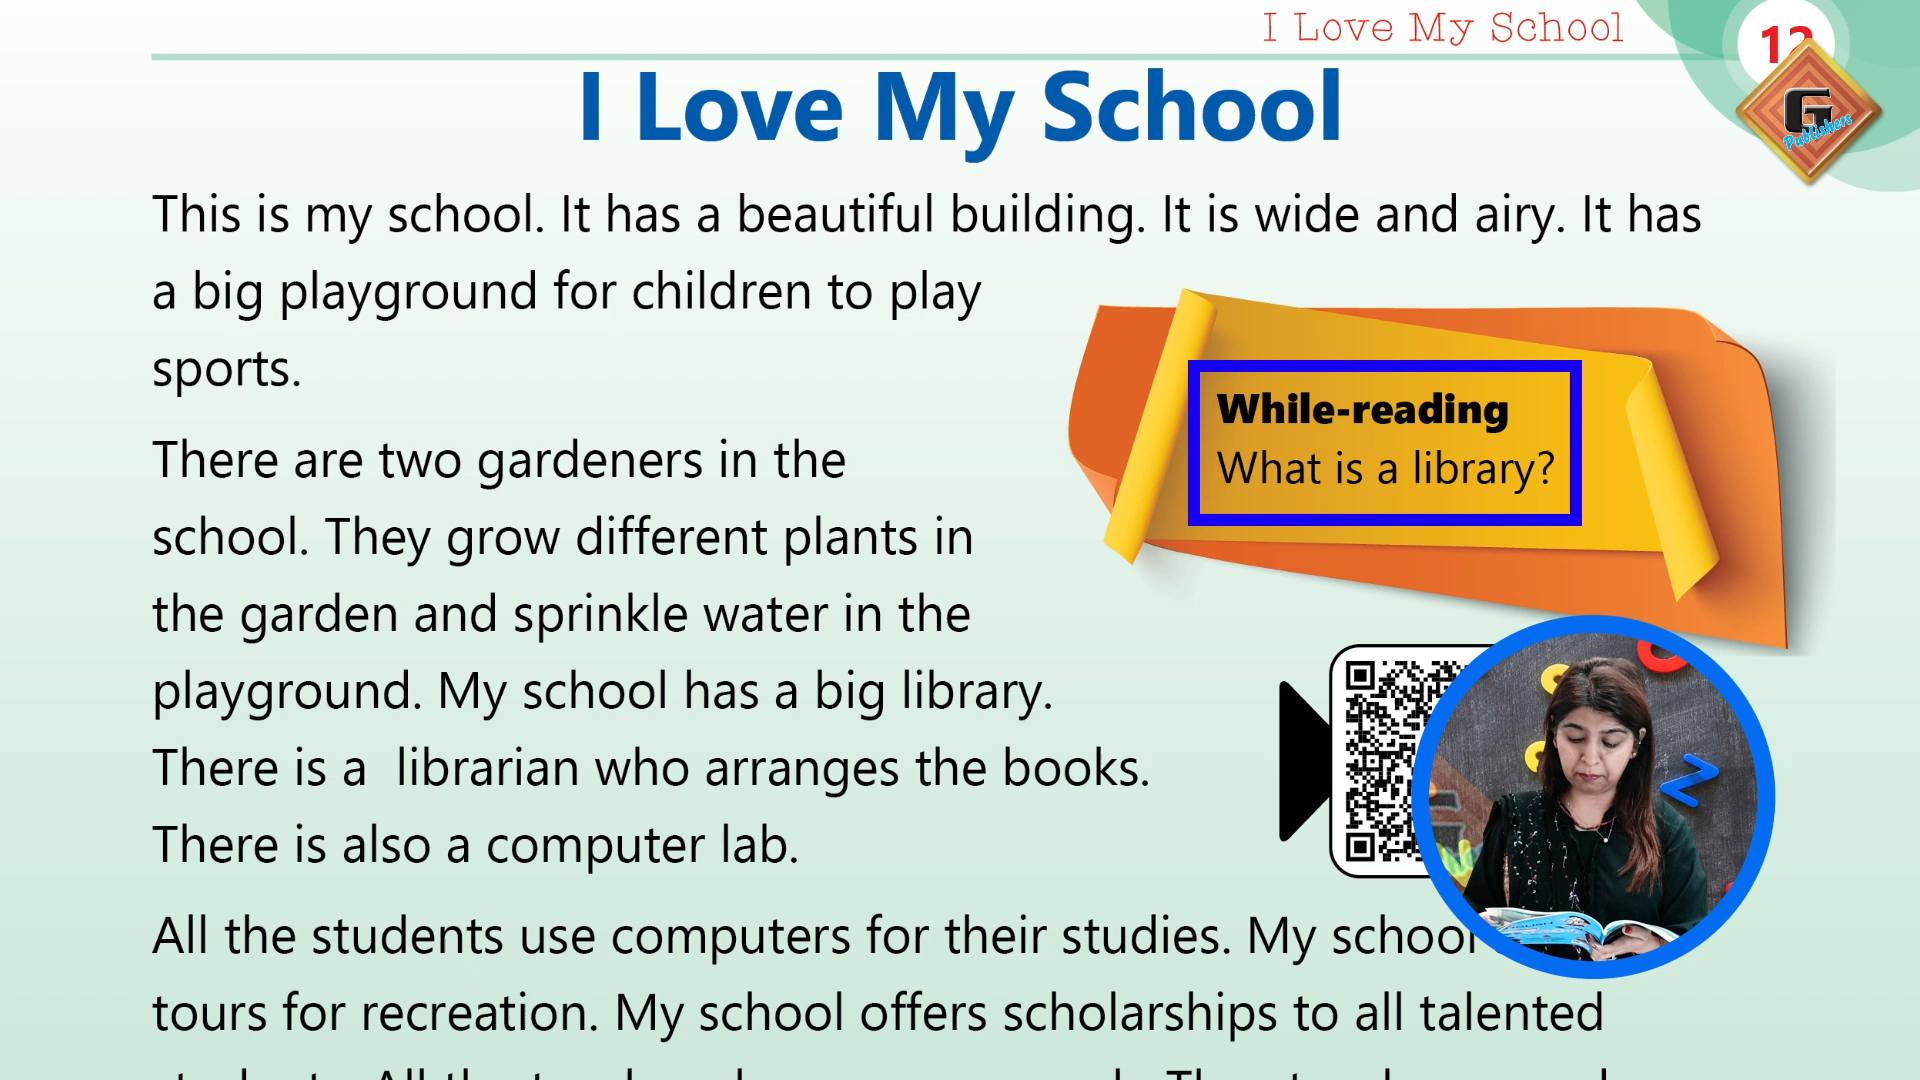 I Love My School
I Love My School
This is my school. It has a beautiful building. It is wide and airy. It has
a big playground for children to play
sports.
While-reading
What is a library?
There are two gardeners in the
school. They grow different plants in
the garden and sprinkle water in the
playground. My school has a big library.
There is a librarian who arranges the books.
There is also a computer lab.
All the students use computers for their studies. My school
tours for recreation. My school offers scholarships to all talented
G
Publishers